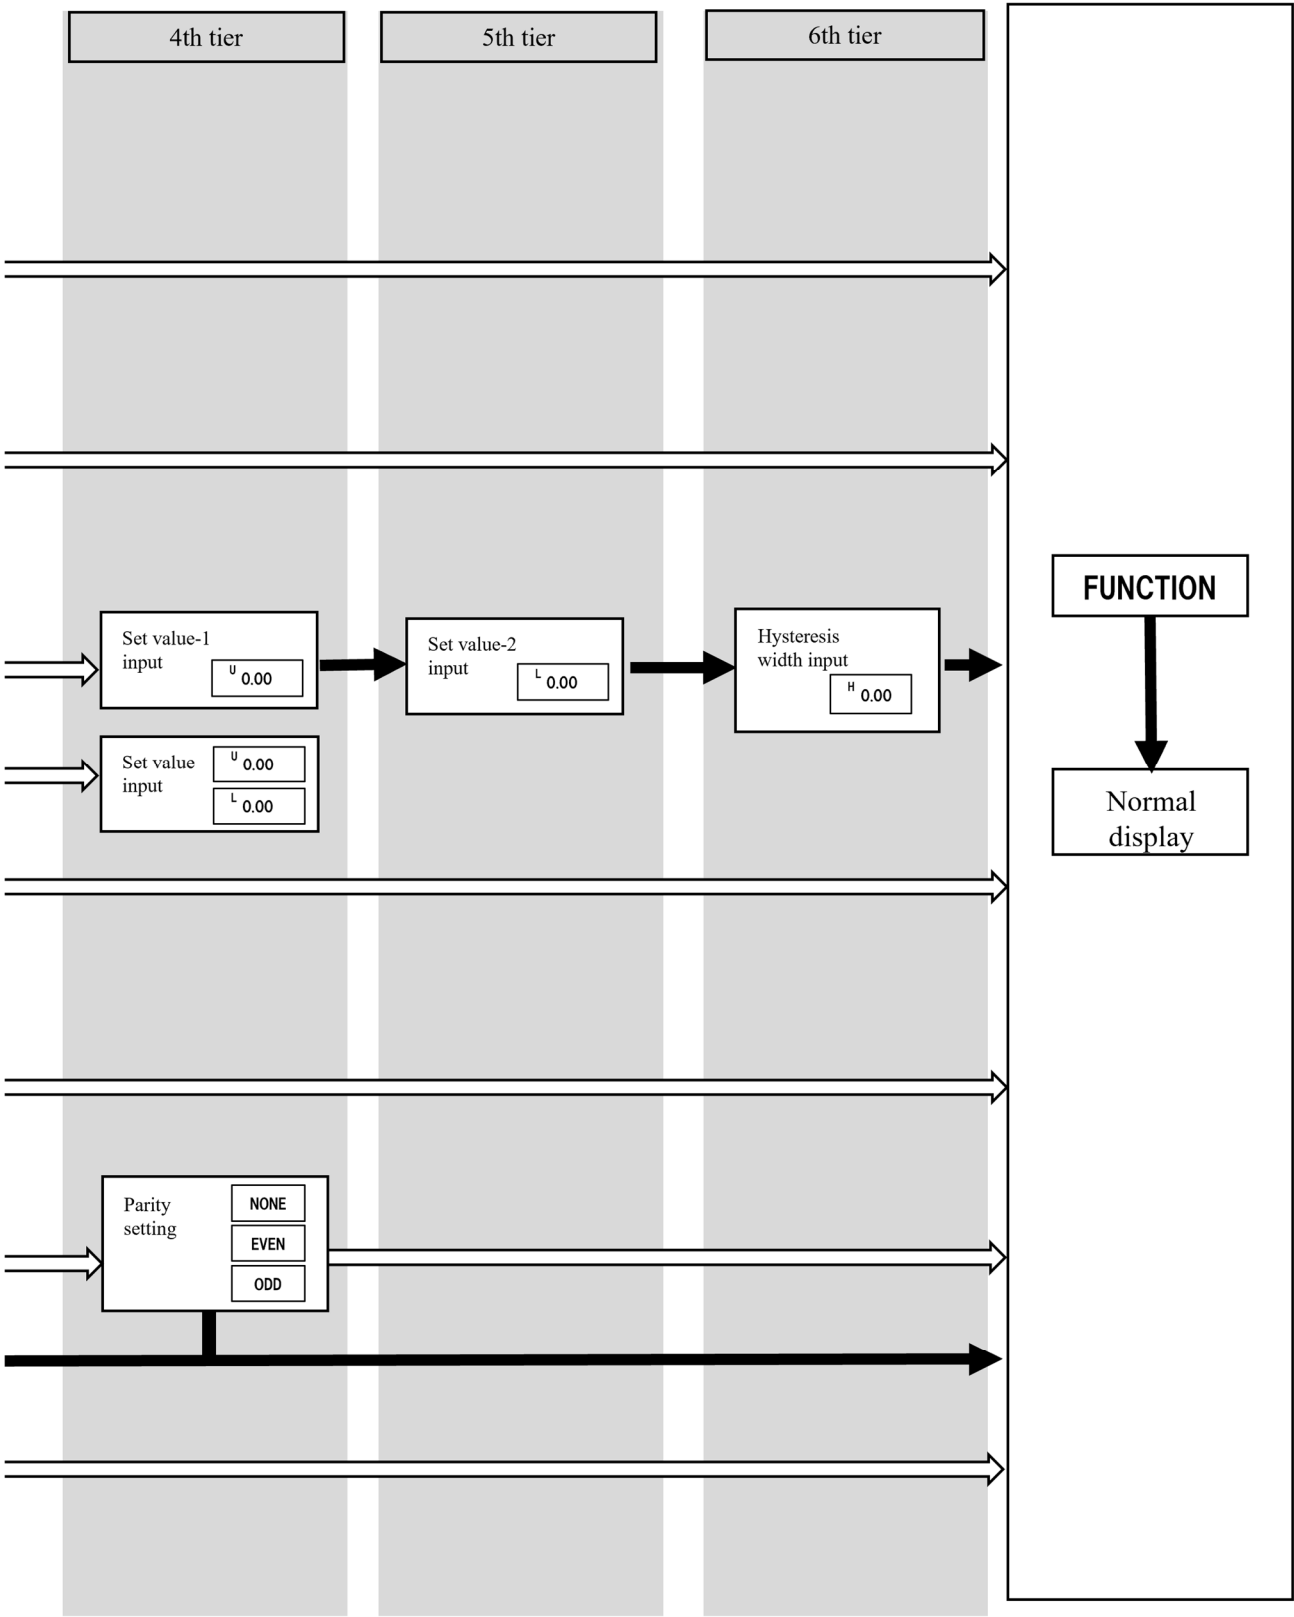 4th tier
5th tier
6th tier
FUNCTION
Set value-1
input
U 0.00
Set value-2
input
L 0.00
Hysteresis
width input
H 0.00
Set value
input
U 0.00
L 0.00
Normal
display
Parity
setting
NONE
EVEN
ODD